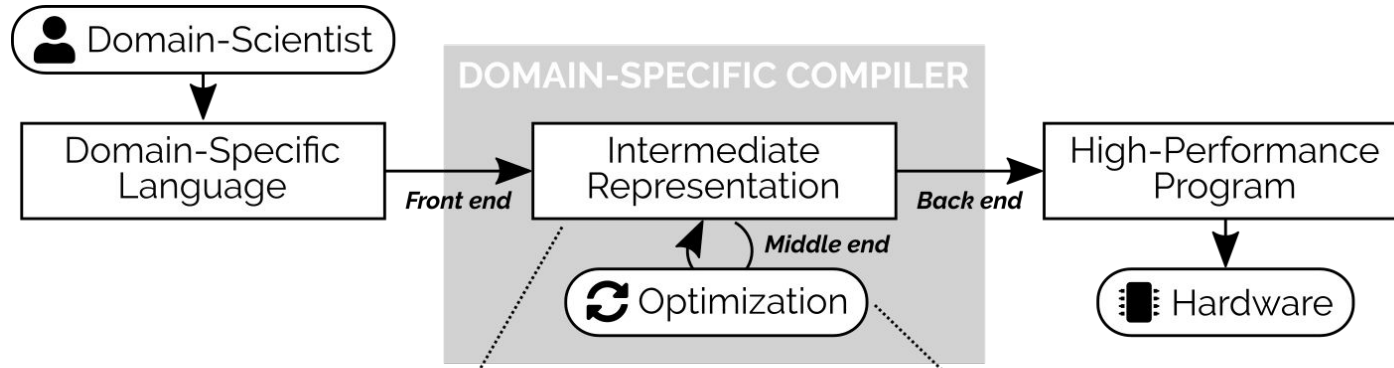 Domain-Scientist
DOMAIN-SPECIFIC COMPILER
Domain-Specific
Language
Front end
Intermediate
Representation
Back end
High-Performance
Program
Middle end
Optimization
Hardware